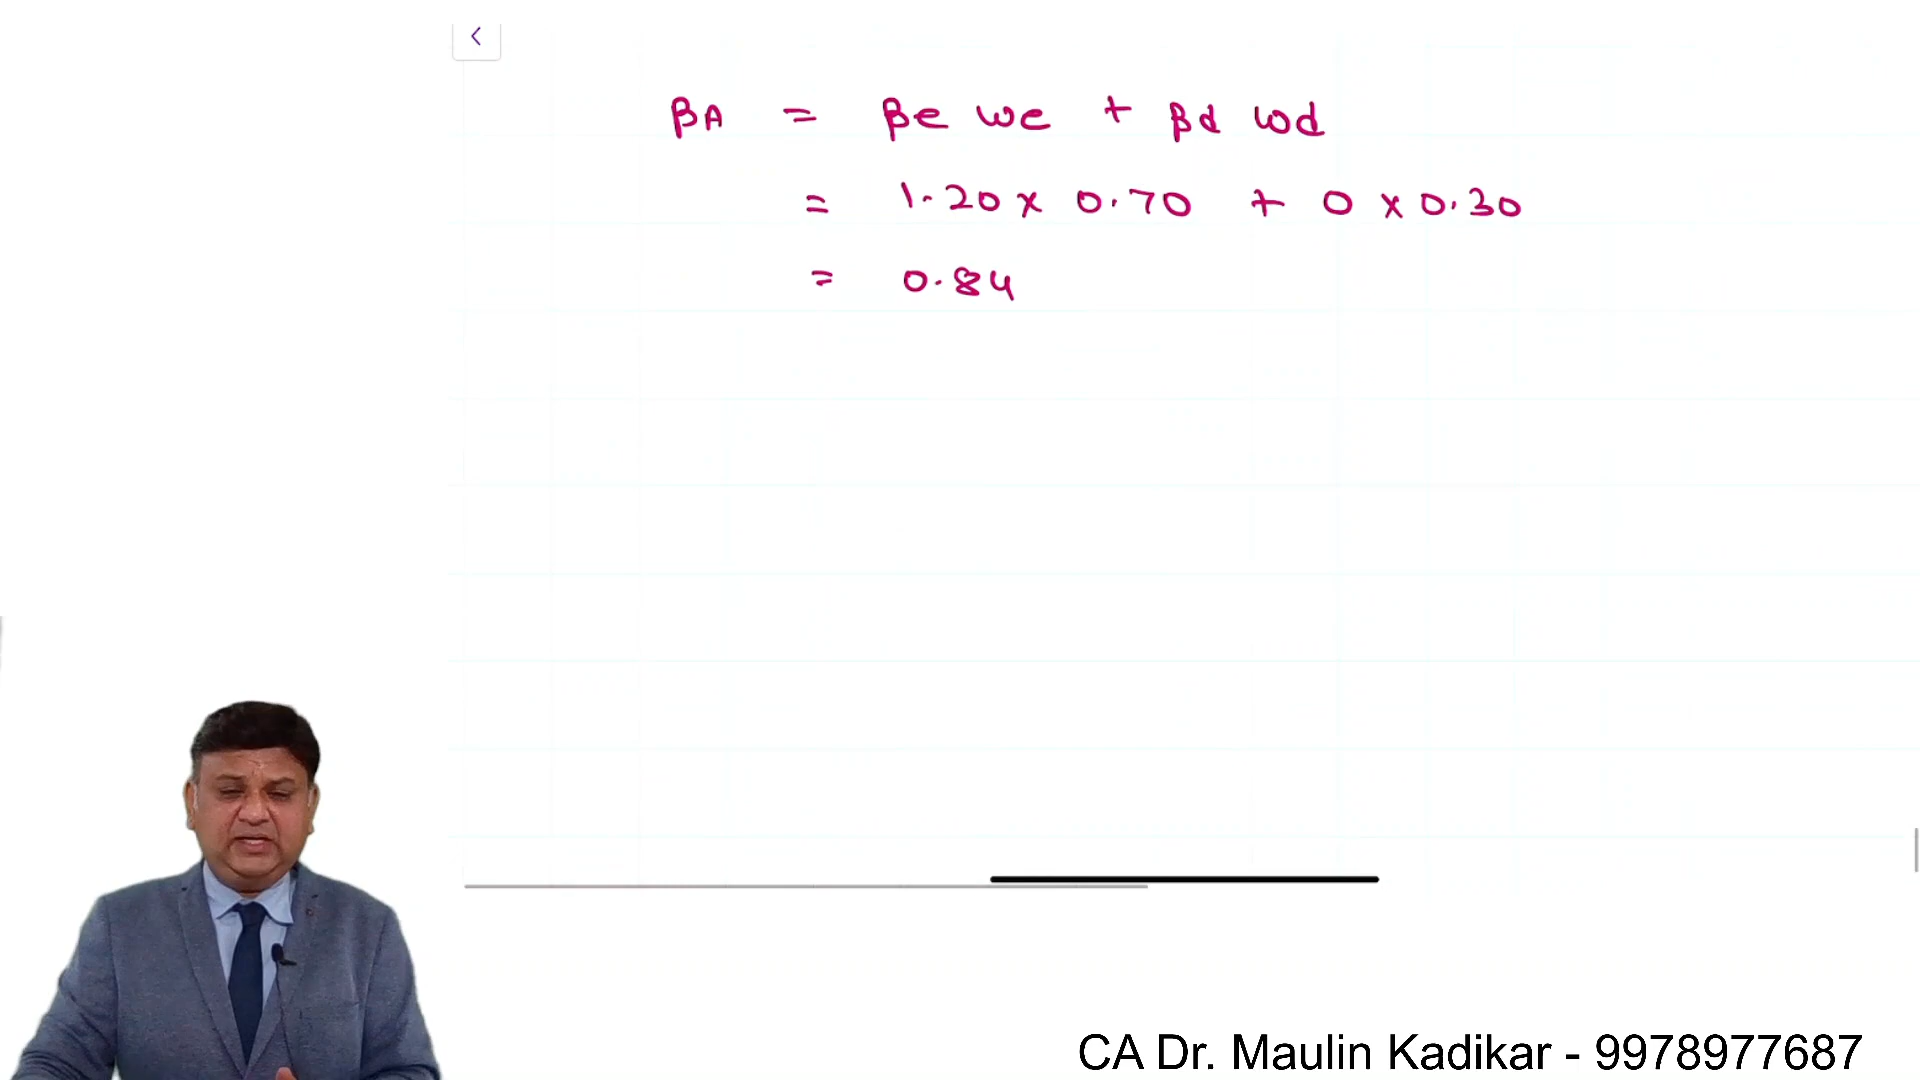 βA = βe we + βd wd
= 1.20 x 0.70 + 0 x 0.30
= 0.84
CA Dr. Maulin Kadikar - 9978977687